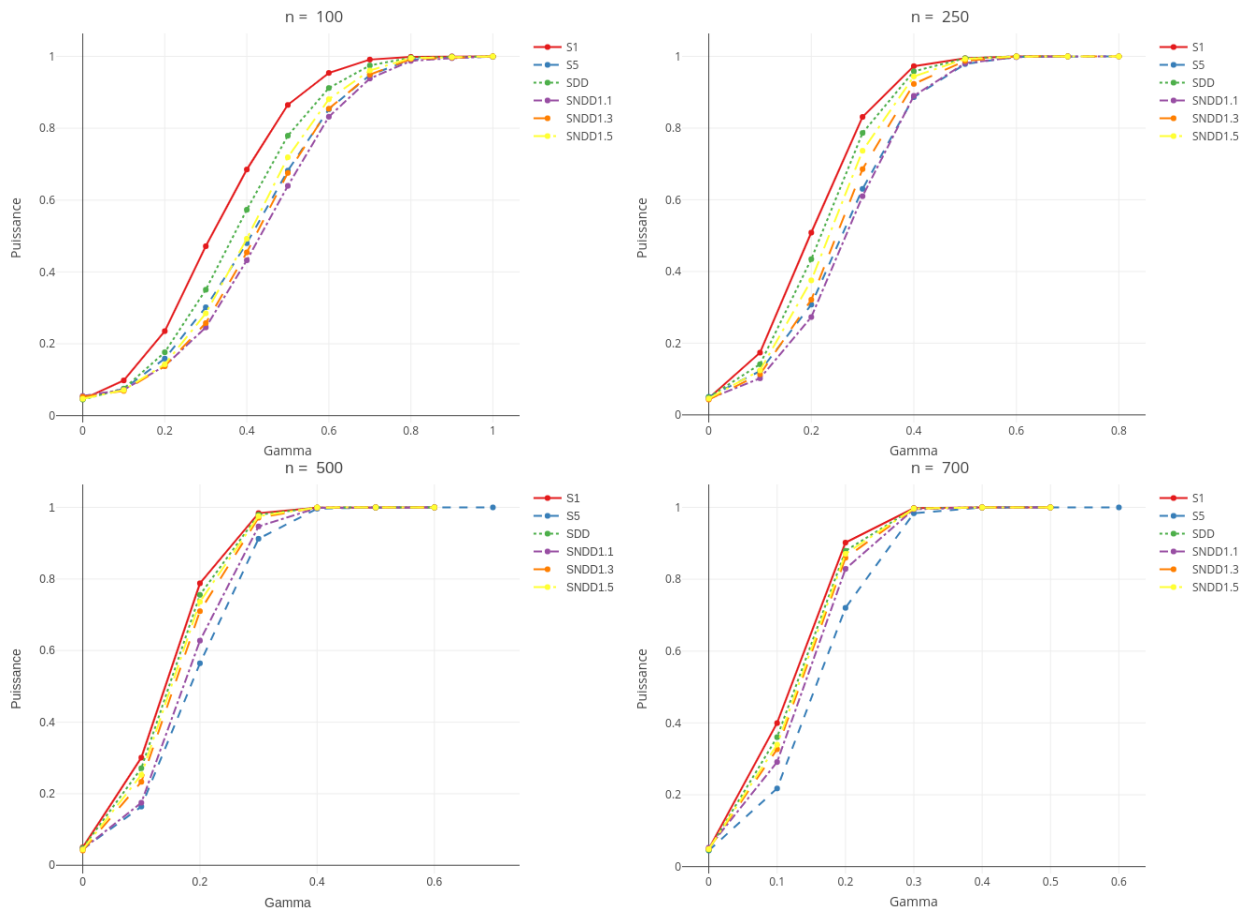 n = 100
Puissance
1
0.8
0.6
0.4
0.2
0
0
0.2
0.4
0.6
0.8
1
Gamma
S1
S5
SDD
SNDD1.1
SNDD1.3
SNDD1.5
n = 250
Puissance
1
0.8
0.6
0.4
0.2
0
0
0.2
0.4
0.6
0.8
Gamma
S1
S5
SDD
SNDD1.1
SNDD1.3
SNDD1.5
n = 500
Puissance
1
0.8
0.6
0.4
0.2
0
0
0.2
0.4
0.6
Gamma
S1
S5
SDD
SNDD1.1
SNDD1.3
SNDD1.5
n = 700
Puissance
1
0.8
0.6
0.4
0.2
0
0
0.1
0.2
0.3
0.4
0.5
0.6
Gamma
S1
S5
SDD
SNDD1.1
SNDD1.3
SNDD1.5